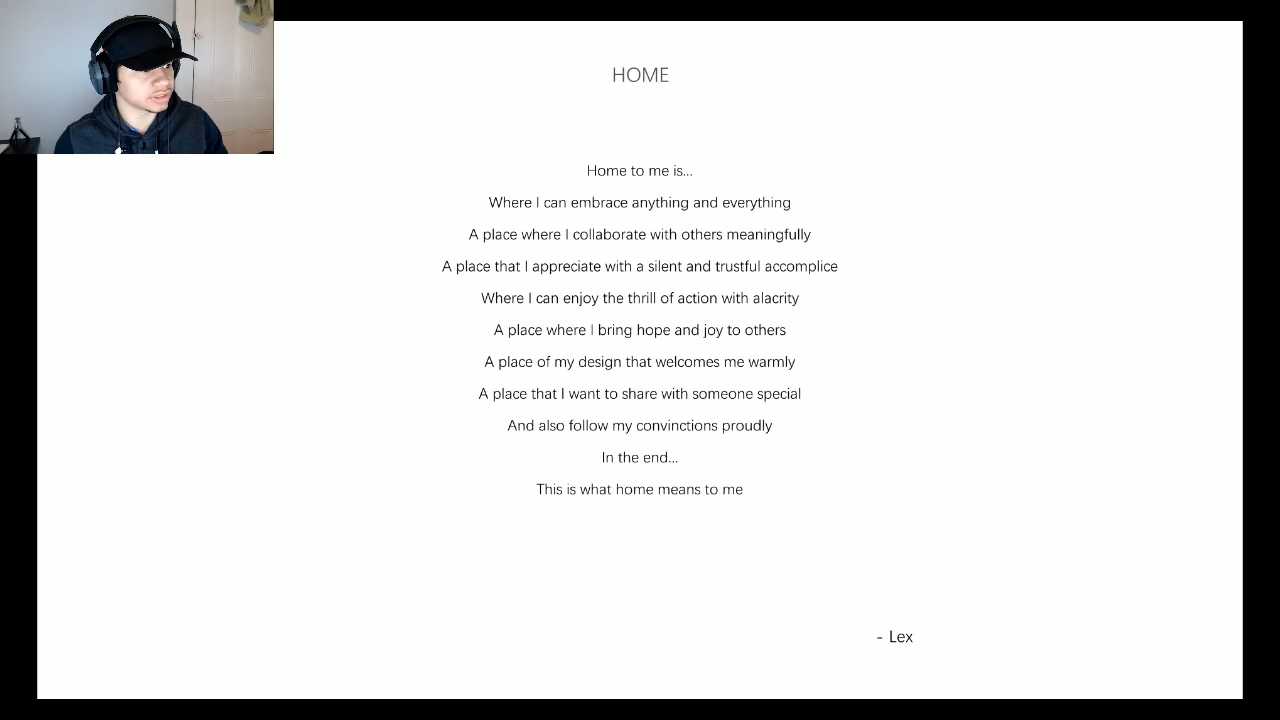 HOME
Home to me is...
Where I can embrace anything and everything
A place where I collaborate with others meaningfully
A place that I appreciate with a silent and trustful accomplice
Where I can enjoy the thrill of action with alacrity
A place where I bring hope and joy to others
A place of my design that welcomes me warmly
A place that I want to share with someone special
And also follow my convinctions proudly
In the end...
This is what home means to me
- Lex